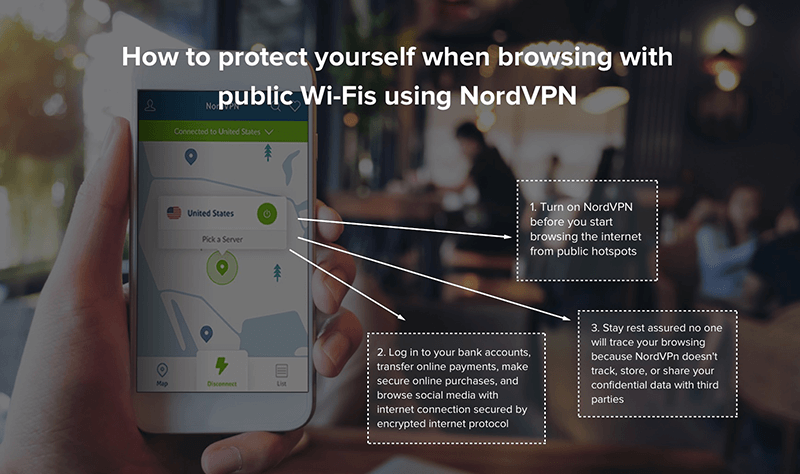 How to protect yourself when browsing with
public Wi-Fis using NordVPN
NordVPN
Connected to United States
United States
Pick a Server
Map
Disconnect
List
1. Turn on NordVPN
before you start
browsing the internet
from public hotspots
2. Log in to your bank accounts,
transfer online payments, make
secure online purchases, and
browse social media with
internet connection secured by
encrypted internet protocol
3. Stay rest assured no one
will trace your browsing
because NordVPn doesn't
track, store, or share your
confidential data with third
parties